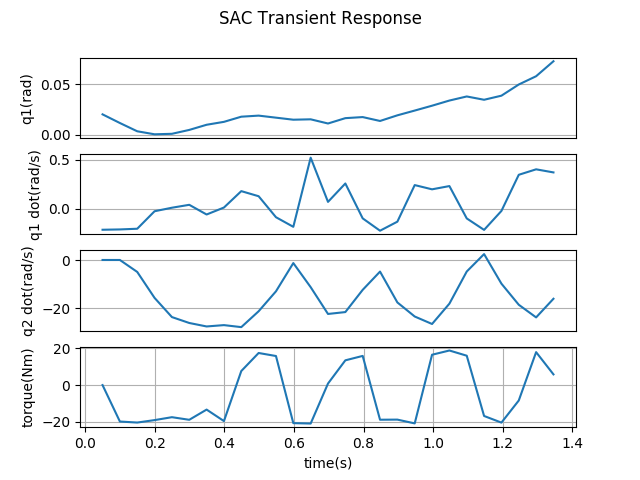 SAC Transient Response
q1(rad)
0.05
0.00
q1 dot(rad/s)
0.5
0.0
q2 dot(rad/s)
0
−20
torque(Nm)
20
0
−20
0.0 0.2 0.4 0.6 0.8 1.0 1.2 1.4
time(s)